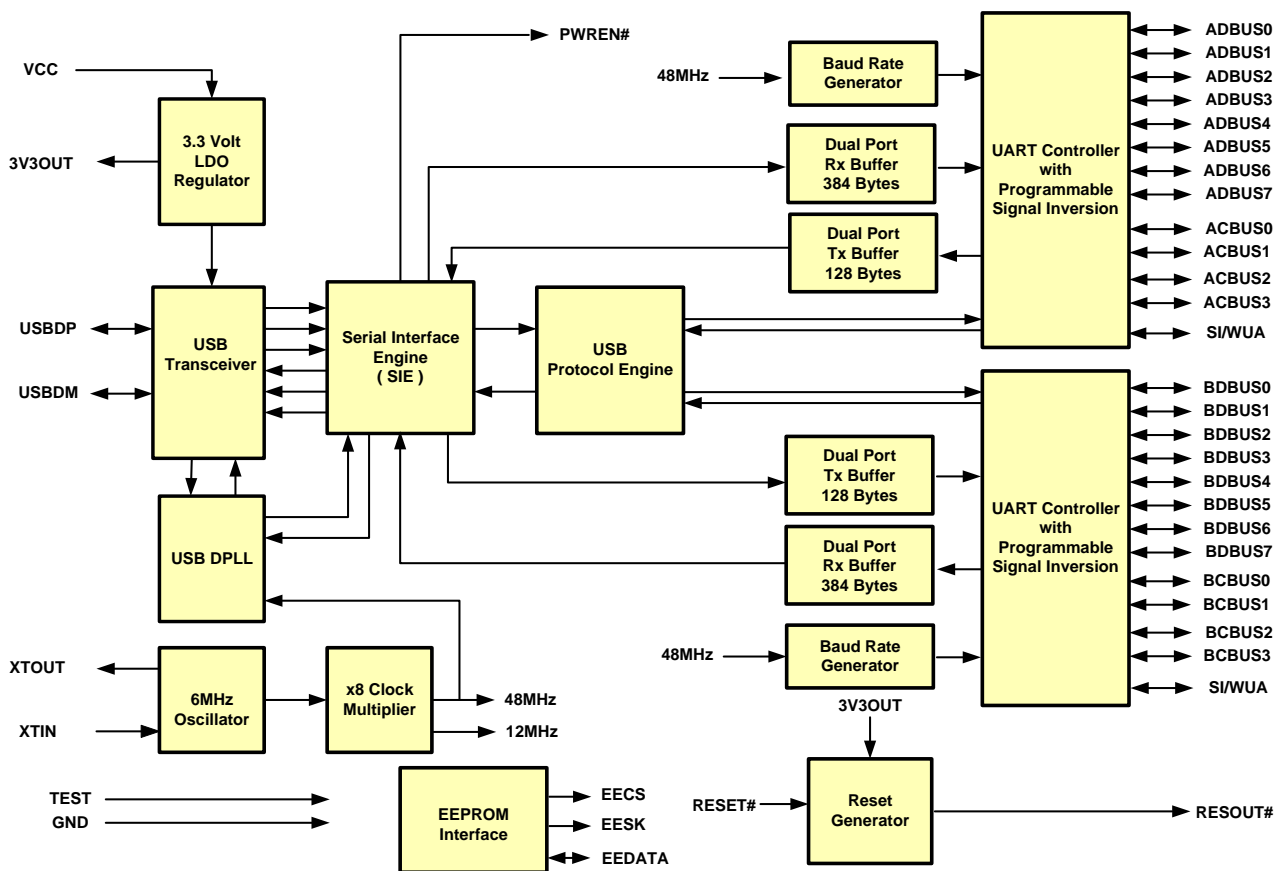 PWREN#
VCC
3V3OUT
3.3 Volt
LDO
Regulator
USBDP
USBDM
USB
Transceiver
USB DPLL
XTOUT
XTIN
6MHz
Oscillator
x8 Clock
Multiplier
48MHz
12MHz
TEST
GND
EEPROM
Interface
EECS
EESK
EEDATA
Serial Interface
Engine
( SIE )
USB
Protocol Engine
48MHz
Baud Rate
Generator
Dual Port
Rx Buffer
384 Bytes
Dual Port
Tx Buffer
128 Bytes
UART Controller
with
Programmable
Signal Inversion
ADBUS0
ADBUS1
ADBUS2
ADBUS3
ADBUS4
ADBUS5
ADBUS6
ADBUS7
ACBUS0
ACBUS1
ACBUS2
ACBUS3
SI/WUA
Dual Port
Tx Buffer
128 Bytes
Dual Port
Rx Buffer
384 Bytes
48MHz
Baud Rate
Generator
UART Controller
with
Programmable
Signal Inversion
BDBUS0
BDBUS1
BDBUS2
BDBUS3
BDBUS4
BDBUS5
BDBUS6
BDBUS7
BCBUS0
BCBUS1
BCBUS2
BCBUS3
SI/WUA
3V3OUT
RESET#
Reset
Generator
RESOUT#